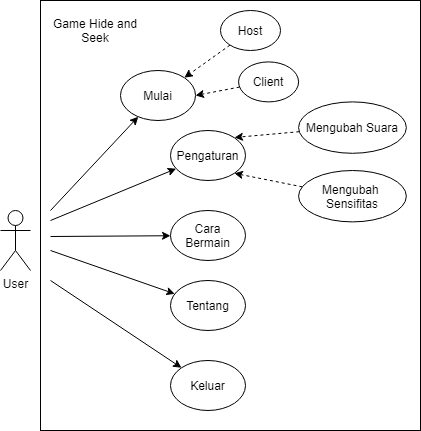 Game Hide and
Seek
Host
Client
Mulai
Mengubah Suara
Pengaturan
Mengubah
Sensifitas
Cara
Bermain
User
Tentang
Keluar